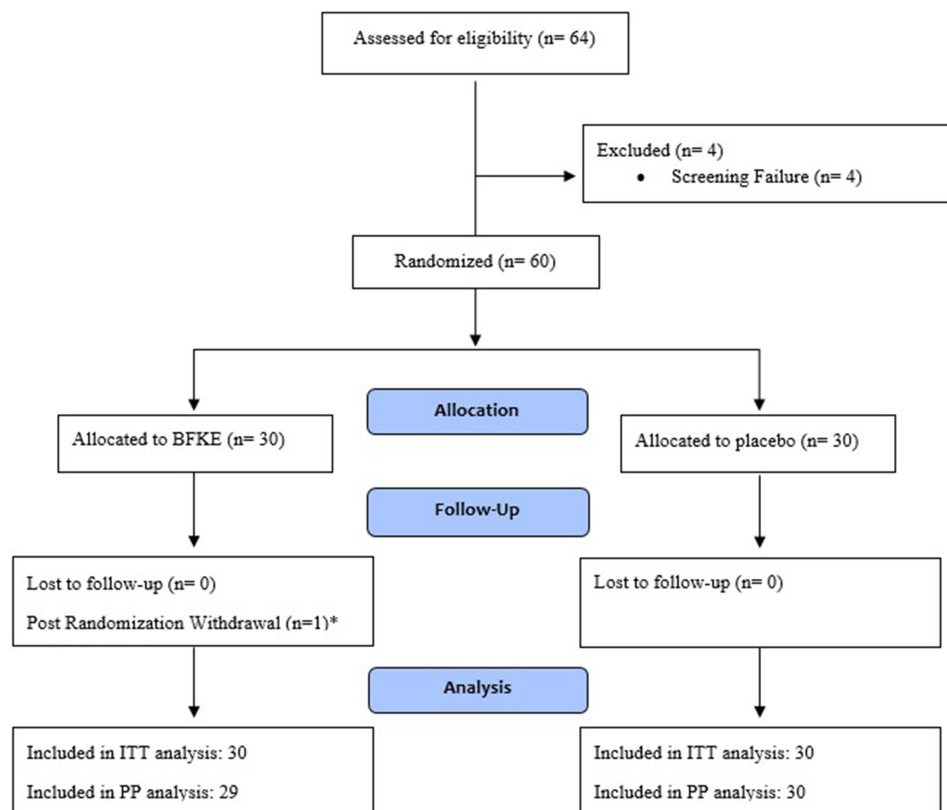 Assessed for eligibility (n= 64)
Excluded (n= 4)
• Screening Failure (n= 4)
Randomized (n= 60)
Allocation
Allocated to BFKE (n= 30)
Allocated to placebo (n= 30)
Follow-Up
Lost to follow-up (n= 0)
Post Randomization Withdrawal (n=1)*
Lost to follow-up (n= 0)
Analysis
Included in ITT analysis: 30
Included in PP analysis: 29
Included in ITT analysis: 30
Included in PP analysis: 30